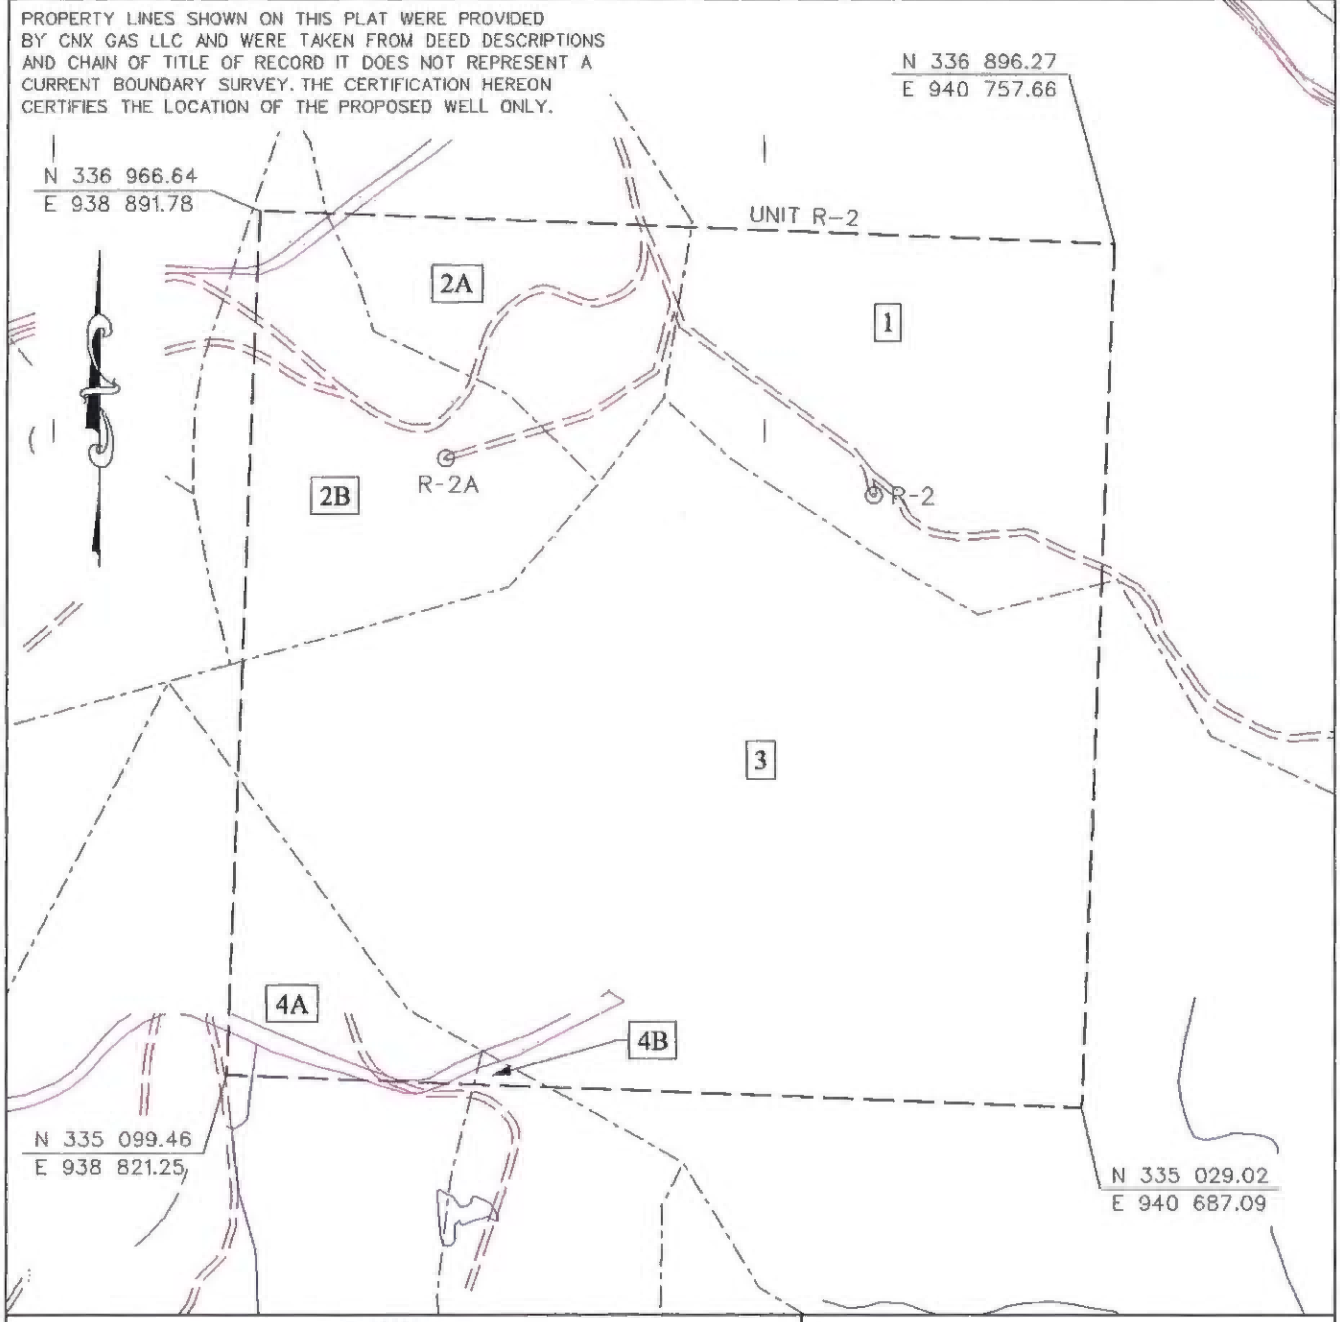 PROPERTY LINES SHOWN ON THIS PLAT WERE PROVIDED
BY CNX GAS LLC AND WERE TAKEN FROM DEED DESCRIPTIONS
AND CHAIN OF TITLE OF RECORD IT DOES NOT REPRESENT A
CURRENT BOUNDARY SURVEY. THE CERTIFICATION HEREON
CERTIFIES THE LOCATION OF THE PROPOSED WELL ONLY.
N 336 896.27
E 940 757.66
N 336 966.64
E 938 891.78
UNIT R-2
2A
1
2B
R-2A
R-2
3
4A
4B
N 335 099.46
E 938 821.25
N 335 029.02
E 940 687.09